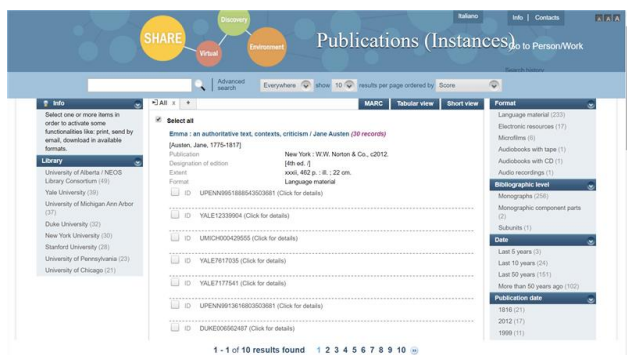 Italiano
Info | Contacts
A A A
SHARE
Virtual
Discovery
Environment
Publications (Instances)
Go to Person/Work
Search history
Advanced search
Everywhere show 10 results per page ordered by Score
Info
Select one or more items in
order to activate some
functionalities like: print, send by
email, download in available
formats.
Library
University of Alberta / NEOS
Library Consortium (49)
Yale University (39)
University of Michigan Ann Arbor
(37)
Duke University (32)
New York University (30)
Stanford University (28)
University of Pennsylvania (23)
University of Chicago (21)
All x +
MARC Tabular view Short view
Select all
Emma : an authoritative text, contexts, criticism / Jane Austen (30 records)
[Austen, Jane, 1775-1817]
Publication New York : W.W. Norton & Co., c2012.
Designation of edition [4th ed. /]
Extent xxxii, 462 p. : ill. ; 22 cm.
Format Language material
ID UPENN9951888543503681 (Click for details)
ID YALE12339904 (Click for details)
ID UMICH000429555 (Click for details)
ID YALE7617035 (Click for details)
ID YALE7177541 (Click for details)
ID UPENN9913616803503681 (Click for details)
ID DUKE006562487 (Click for details)
1 - 1 of 10 results found 1 2 3 4 5 6 7 8 9 10
Format
Language material (233)
Electronic resources (17)
Microfilms (6)
Audiobooks with tape (1)
Audiobooks with CD (1)
Audio recordings (1)
Bibliographic level
Monographs (256)
Monographic component parts
(2)
Subunits (1)
Date
Last 5 years (3)
Last 10 years (24)
Last 50 years (151)
More than 50 years ago (102)
Publication date
1816 (21)
2012 (17)
1999 (11)